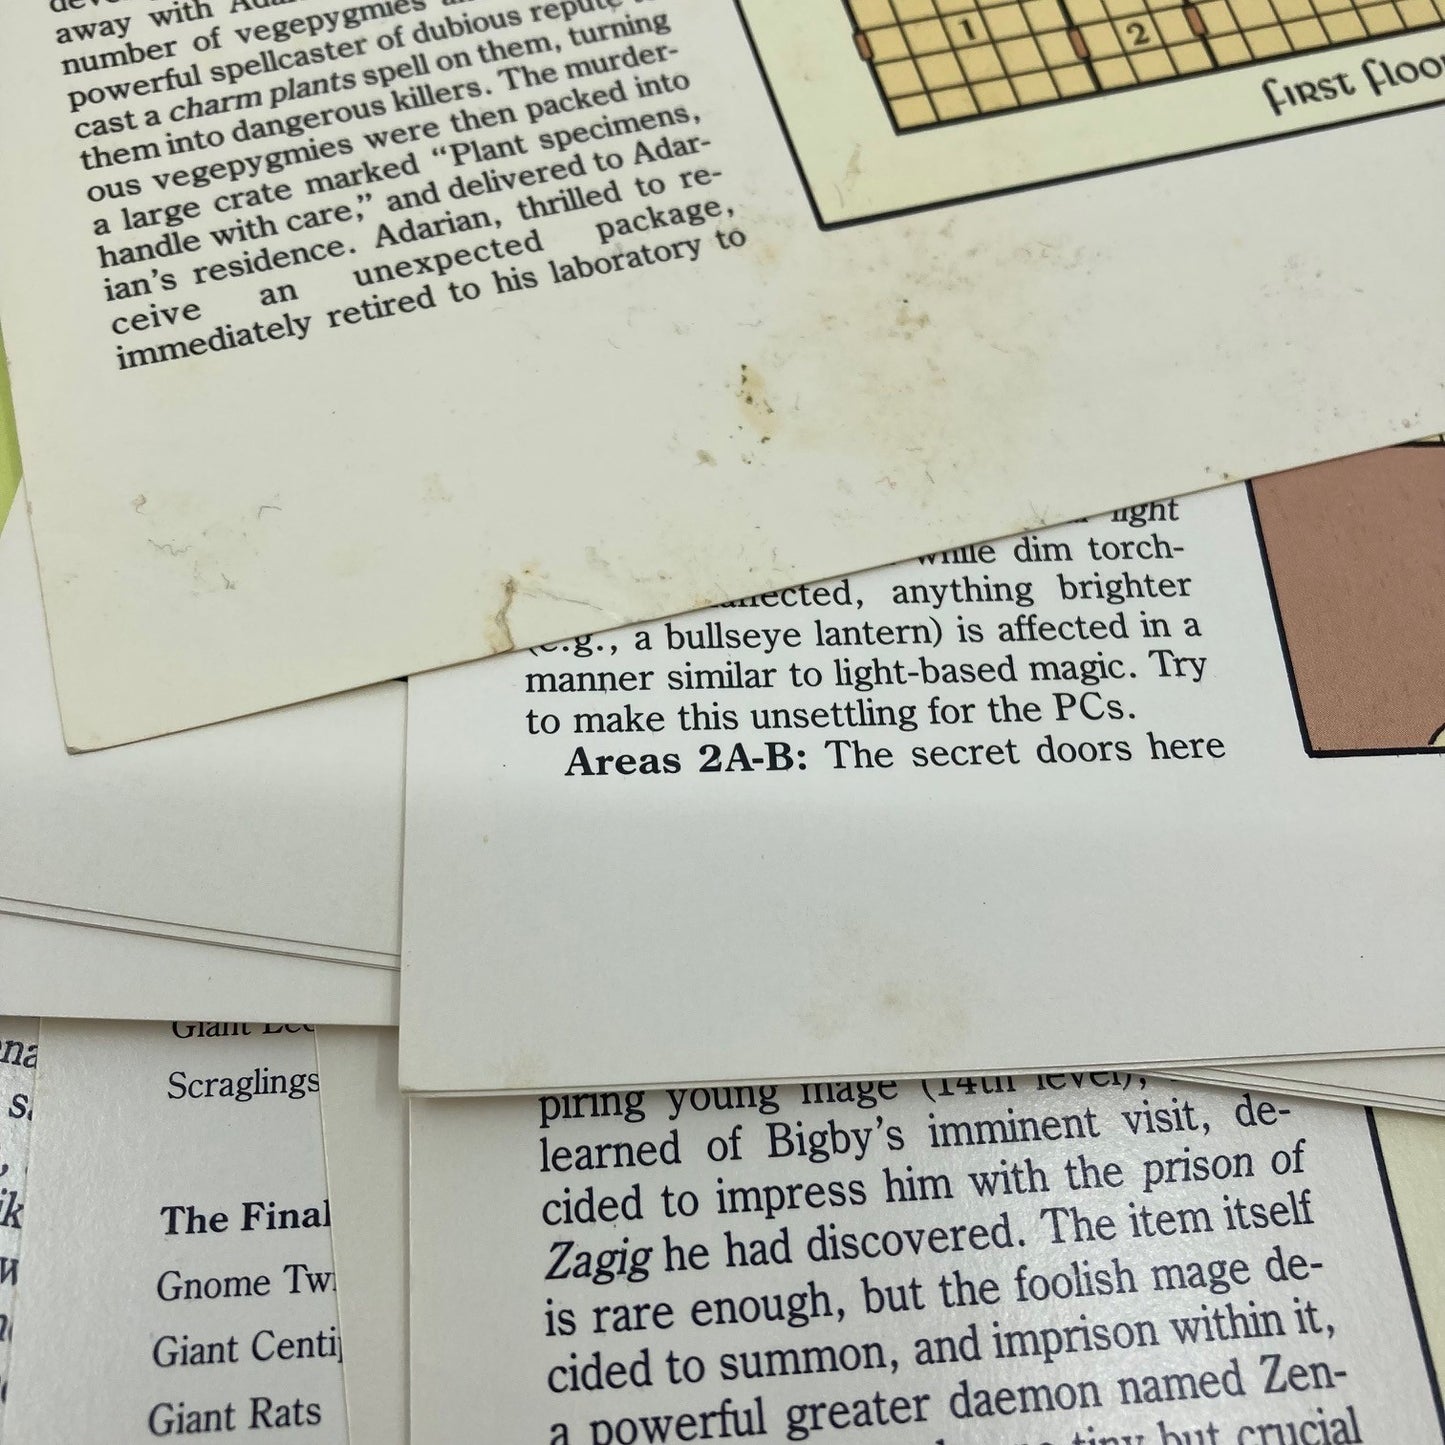 away with
number of vegepygmies
powerful spellcaster of dubious repute
cast a charm plants spell on them, turning
them into dangerous killers. The murder-
ous vegepygmies were then packed into
a large crate marked “Plant specimens,
handle with care,” and delivered to Adar-
ian’s residence. Adarian, thrilled to re-
ceive an unexpected package,
immediately retired to his laboratory to
1
2
First Floor
light
while dim torch-
anything brighter
(e.g., a bullseye lantern) is affected in a
manner similar to light-based magic. Try
to make this unsettling for the PCs.
Areas 2A-B: The secret doors here
Giant
Scraglings
The Final
Gnome Tw
Giant Centi
Giant Rats
piring young mage (14th level),
learned of Bigby’s imminent visit, de-
cided to impress him with the prison of
Zagig he had discovered. The item itself
is rare enough, but the foolish mage de-
cided to summon, and imprison within it,
a powerful greater daemon named Zen-
tiny but crucial